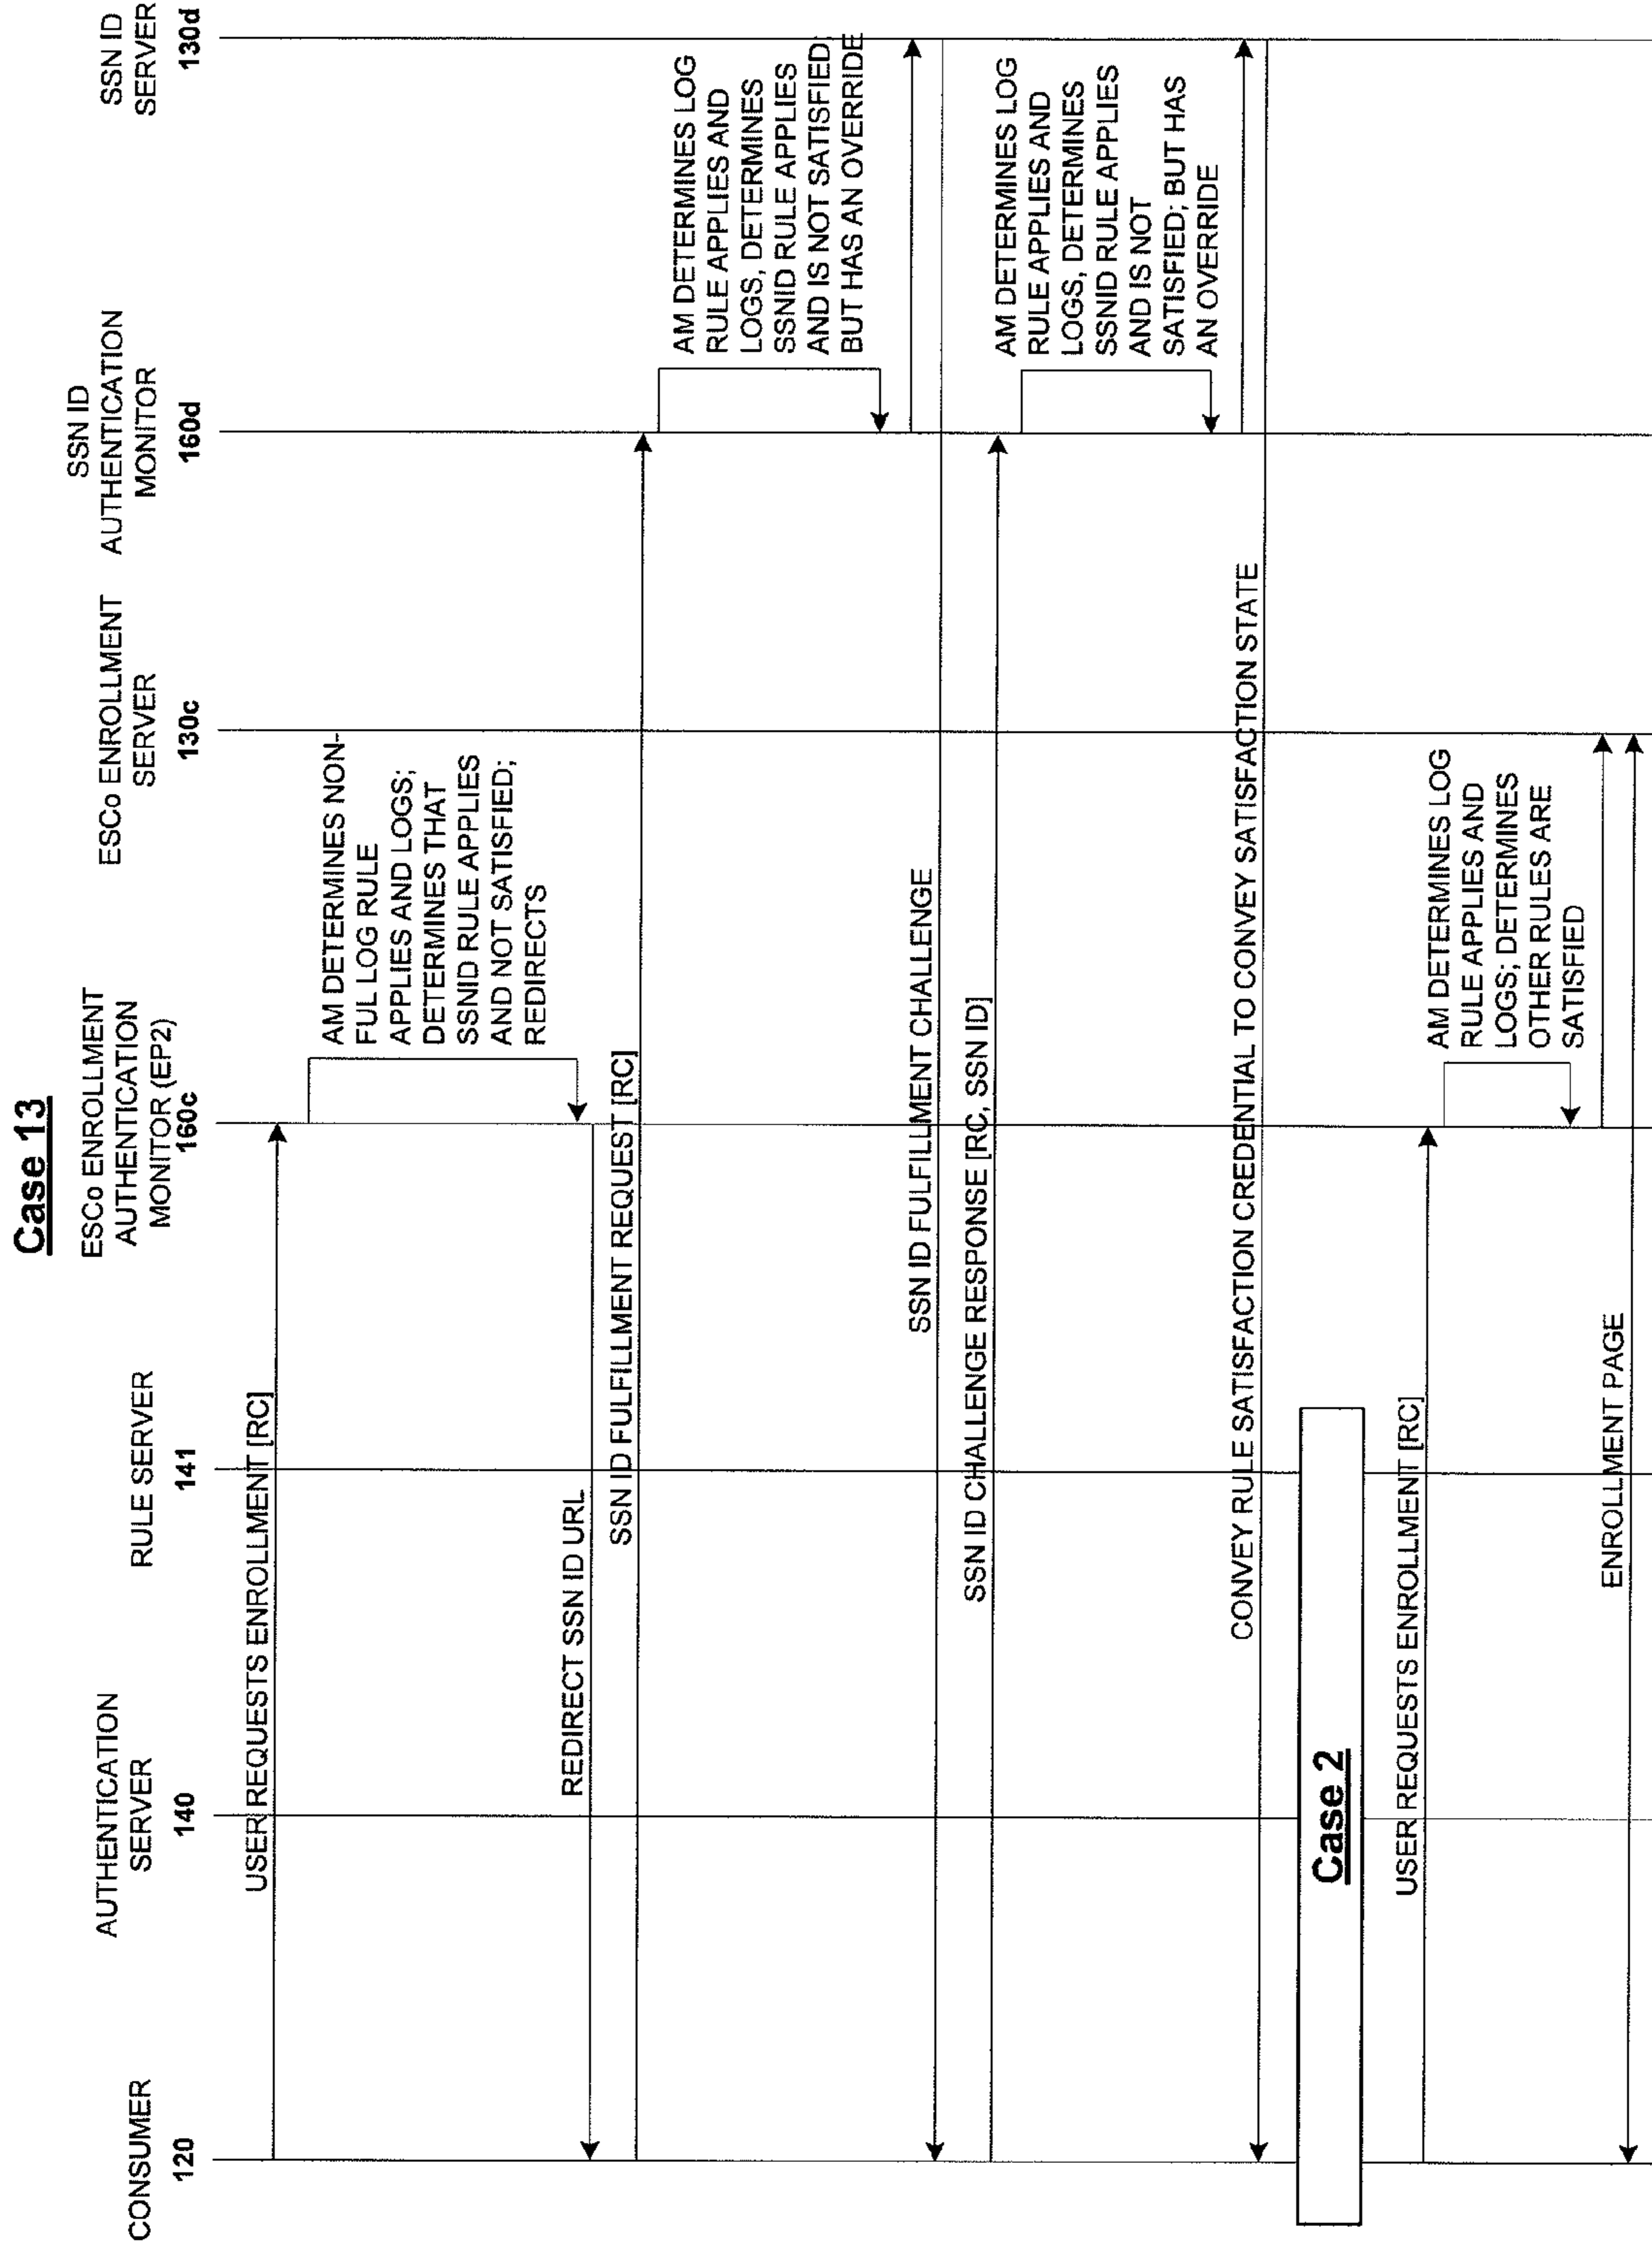 Case 13
CONSUMER
120
AUTHENTICATION
SERVER
140
RULE SERVER
141
ESCo ENROLLMENT
AUTHENTICATION
MONITOR (EP2)
160c
ESCo ENROLLMENT
SERVER
130c
SSN ID
AUTHENTICATION
MONITOR
160d
SSN ID
SERVER
130d
USER REQUESTS ENROLLMENT [RC]
AM DETERMINES NON-
FUL LOG RULE
APPLIES AND LOGS;
DETERMINES THAT
SSNID RULE APPLIES
AND NOT SATISFIED;
REDIRECTS
REDIRECT SSN ID URL
SSN ID FULFILLMENT REQUEST [RC]
AM DETERMINES LOG
RULE APPLIES AND
LOGS, DETERMINES
SSNID RULE APPLIES
AND IS NOT SATISFIED;
BUT HAS AN OVERRIDE
SSN ID FULFILLMENT CHALLENGE
SSN ID CHALLENGE RESPONSE [RC, SSN ID]
AM DETERMINES LOG
RULE APPLIES AND
LOGS, DETERMINES
SSNID RULE APPLIES
AND IS NOT
SATISFIED; BUT HAS
AN OVERRIDE
CONVEY RULE SATISFACTION CREDENTIAL TO CONVEY SATISFACTION STATE
Case 2
USER REQUESTS ENROLLMENT [RC]
AM DETERMINES LOG
RULE APPLIES AND
LOGS; DETERMINES
OTHER RULES ARE
SATISFIED
ENROLLMENT PAGE